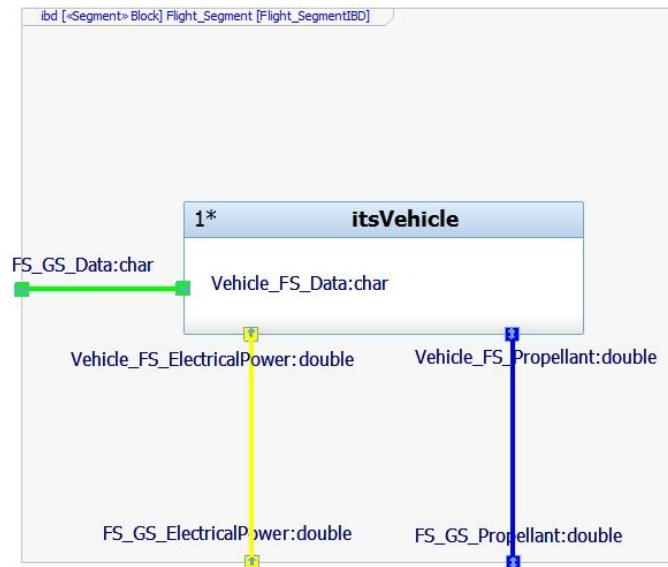 ibd [«Segment» Block] Flight_Segment [Flight_SegmentIBD]
1* itsVehicle
FS_GS_Data:char
Vehicle_FS_Data:char
Vehicle_FS_ElectricalPower:double Vehicle_FS_Propellant:double
FS_GS_ElectricalPower:double FS_GS_Propellant:double